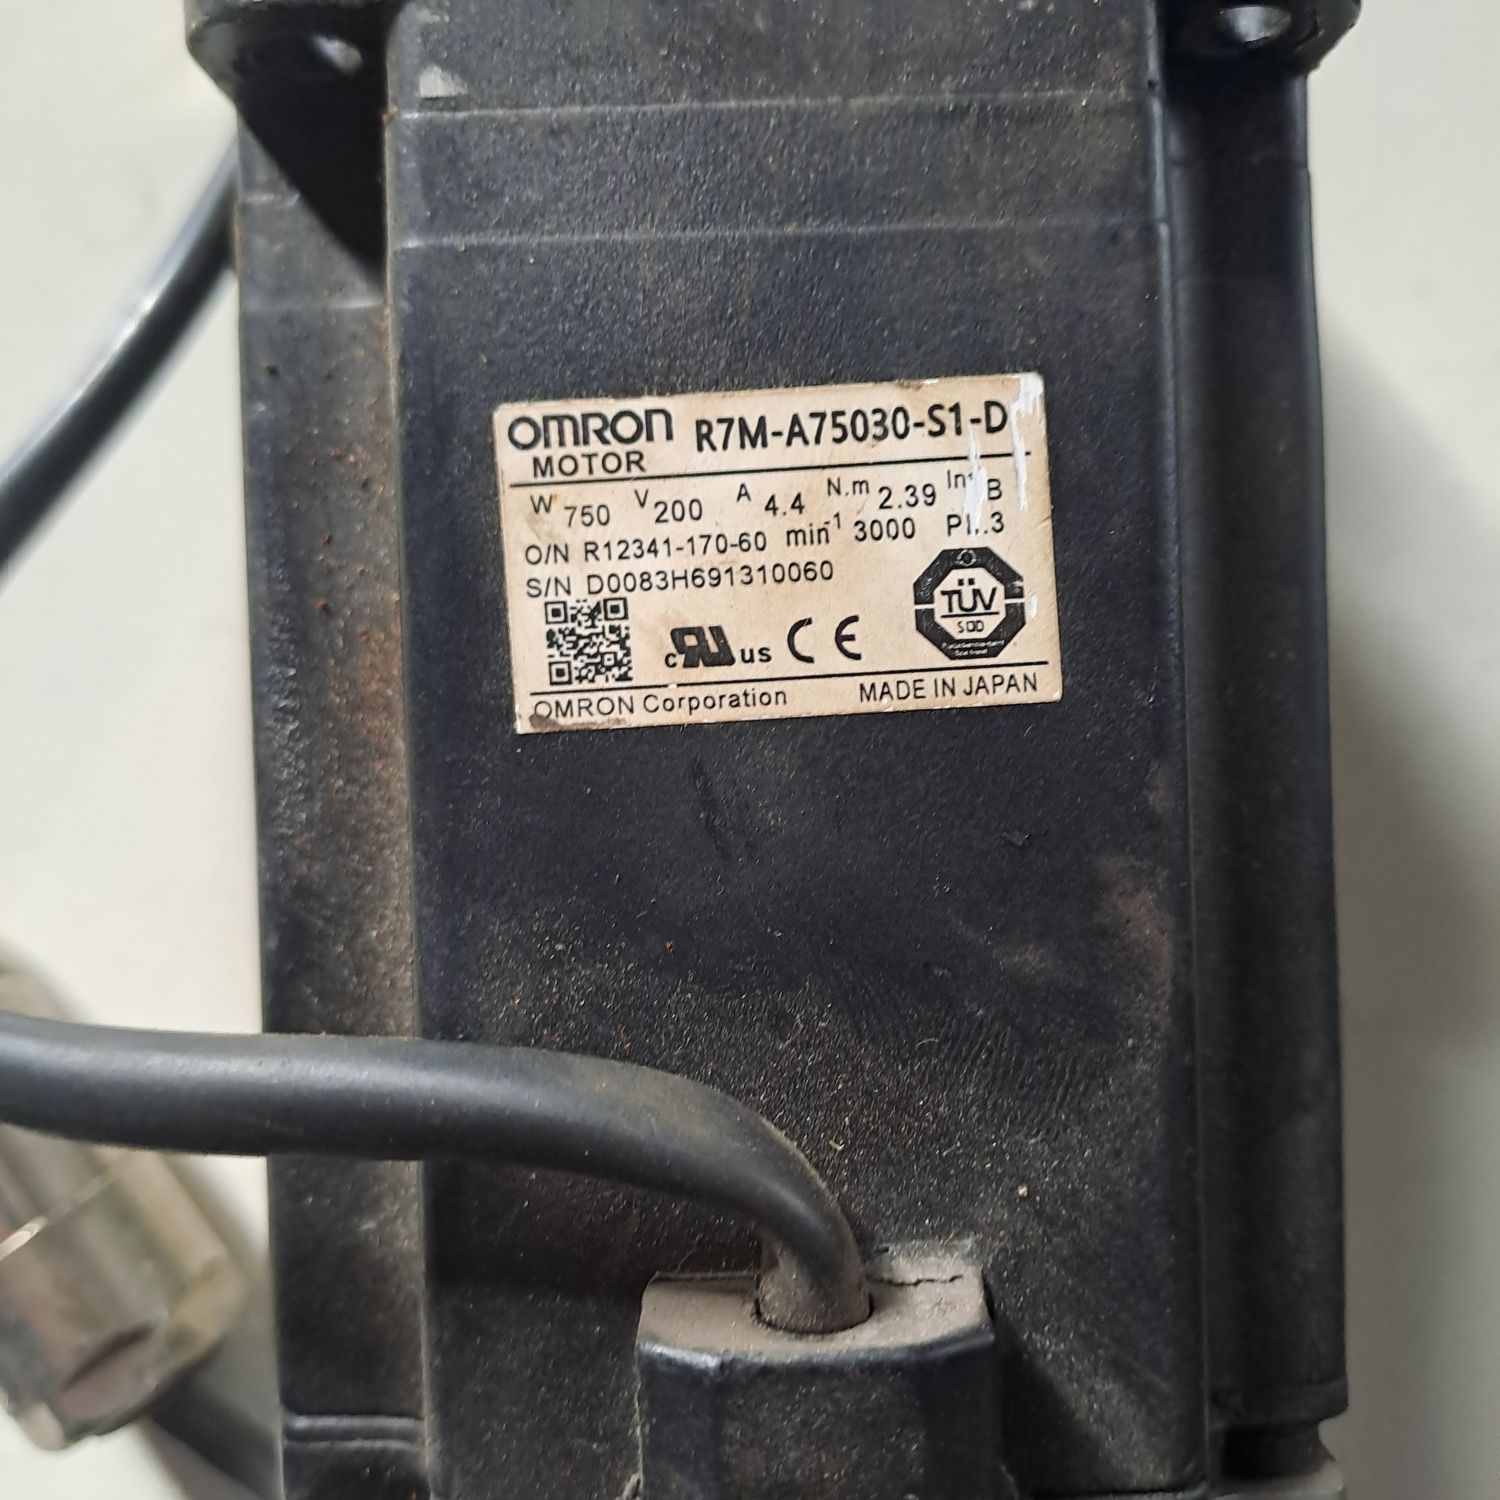 OMRON R7M-A75030-S1-D
MOTOR
W 750 V 200 A 4.4 N.m 2.39 B
O/N R12341-170-60 min-1 3000
S/N D0083H691310060
TÜV
c US CE
OMRON Corporation MADE IN JAPAN